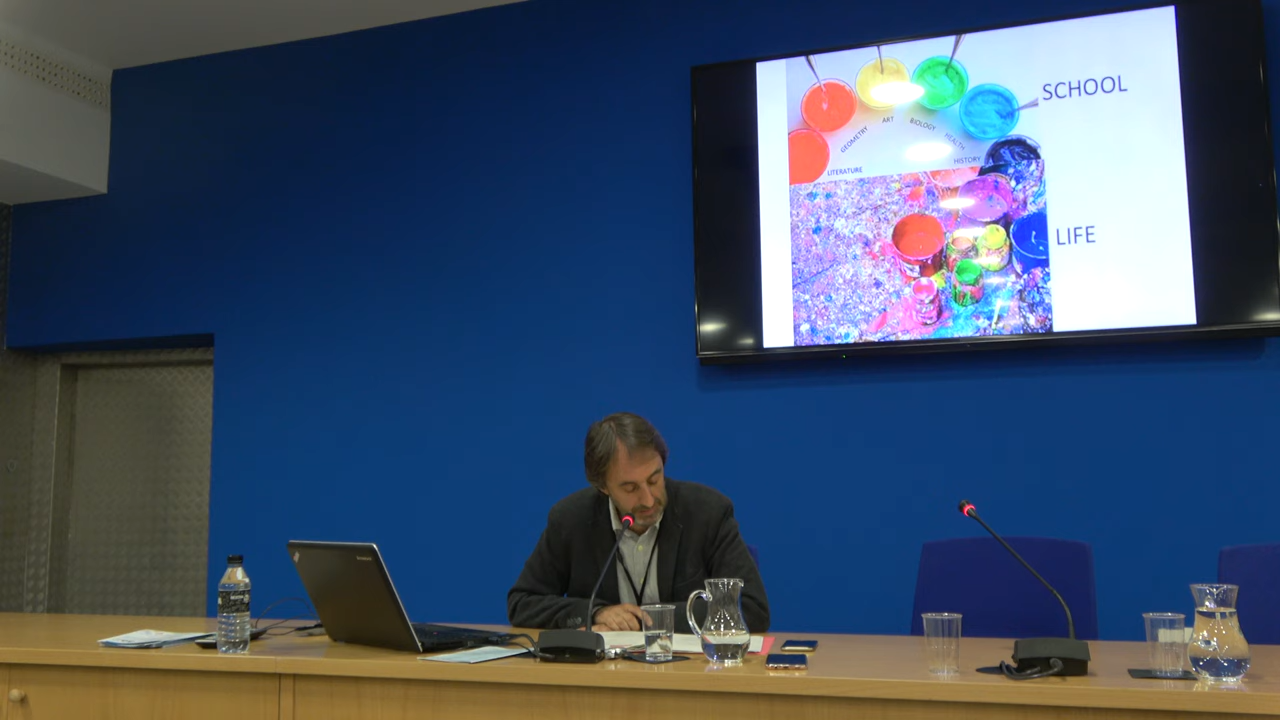 SCHOOL
GEOMETRY
ART
BIOLOGY
HEALTH
HISTORY
LITERATURE
LIFE